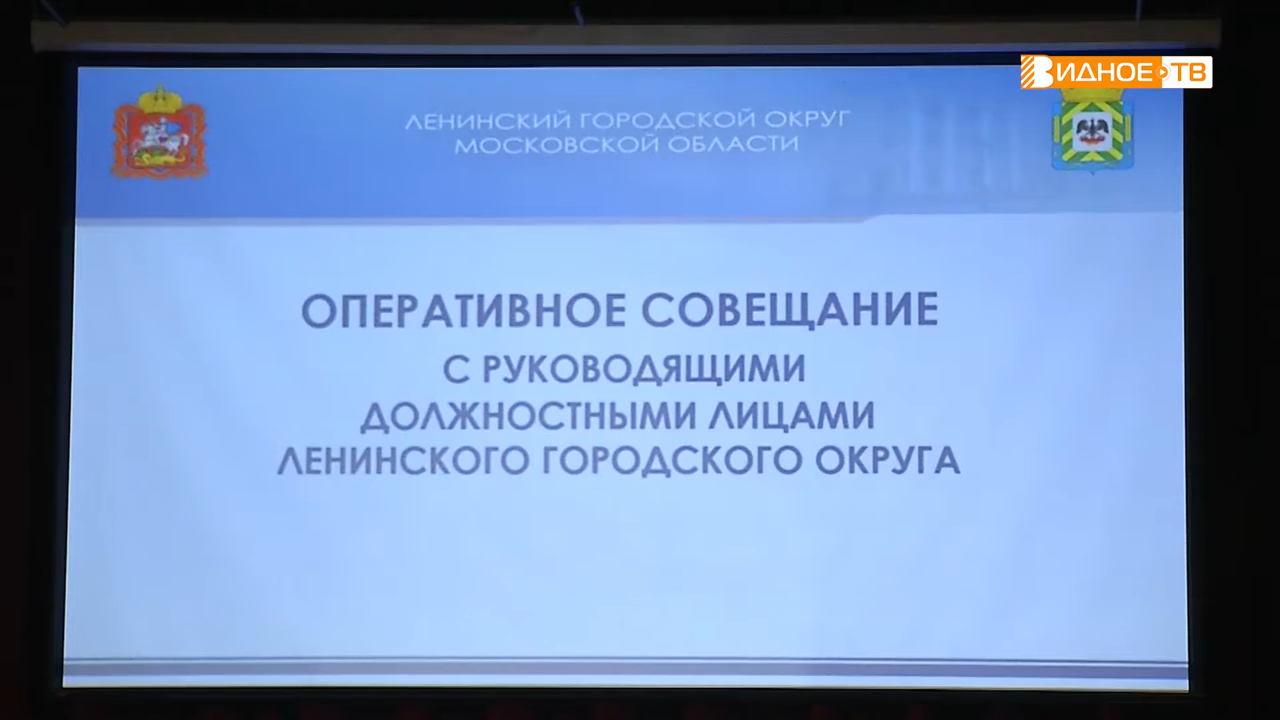 ВИДНОЕ ТВ
ЛЕНИНСКИЙ ГОРОДСКОЙ ОКРУГ
МОСКОВСКОЙ ОБЛАСТИ
ОПЕРАТИВНОЕ СОВЕЩАНИЕ
С РУКОВОДЯЩИМИ
ДОЛЖНОСТНЫМИ ЛИЦАМИ
ЛЕНИНСКОГО ГОРОДСКОГО ОКРУГА